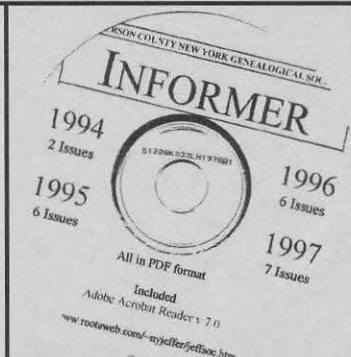 RSON COUNTY NEW YORK GENEALOGICAL SOC.
INFORMER
1994
2 Issues
1995
6 Issues
1996
6 Issues
1997
7 Issues
All in PDF format
Included
Adobe Acrobat Reader v 7.0
ww.rootsweb.com/~nyjeffer/jeffsoc.htm